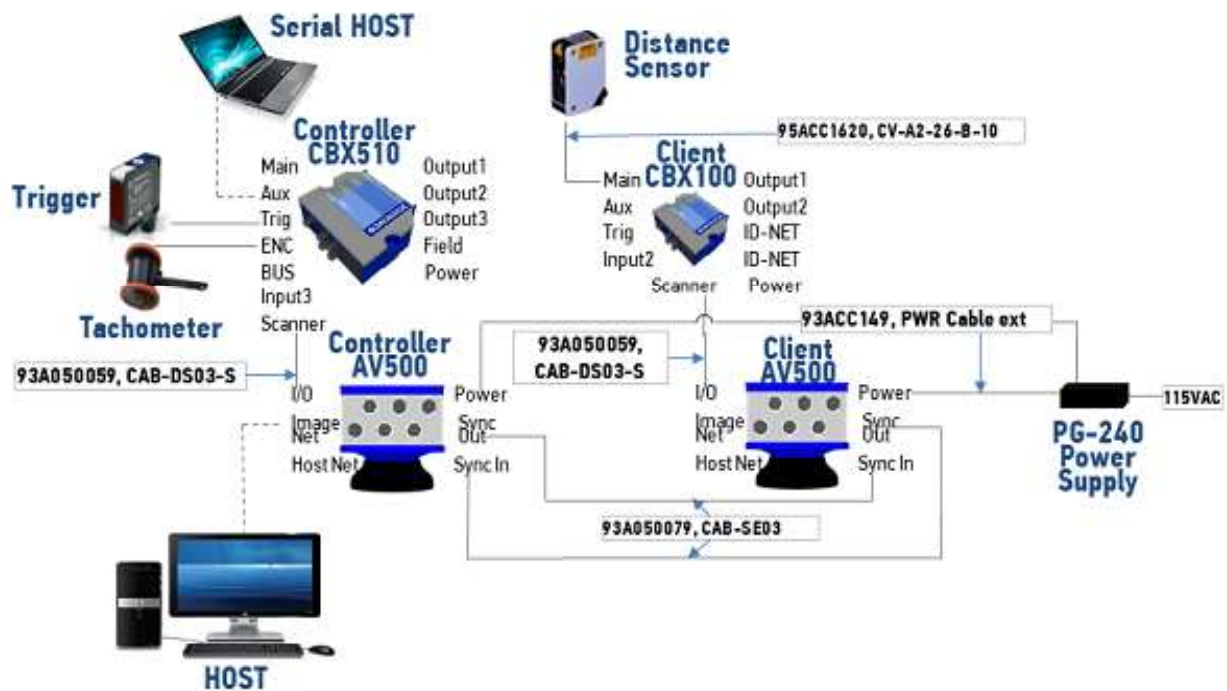 Serial HOST
Distance
Sensor
95ACC1620, CV-A2-26-B-10
Controller
CBX510
Client
CBX100
Main
Aux
Trig
ENC
BUS
Input3
Scanner
Output1
Output2
Output3
Field
Power
Main
Aux
Trig
Input2
Scanner
Output1
Output2
ID-NET
ID-NET
Power
Trigger
Tachometer
93A050059, CAB-DS03-S
Controller
AV500
93A050059,
CAB-DS03-S
Client
AV500
93ACC149, PWR Cable ext
I/O
Image
Net
Host Net
Power
Sync
Out
Sync In
I/O
Image
Net
Host Net
Power
Sync
Out
Sync In
115VAC
PG-240
Power
Supply
93A050079, CAB-SE03
HOST